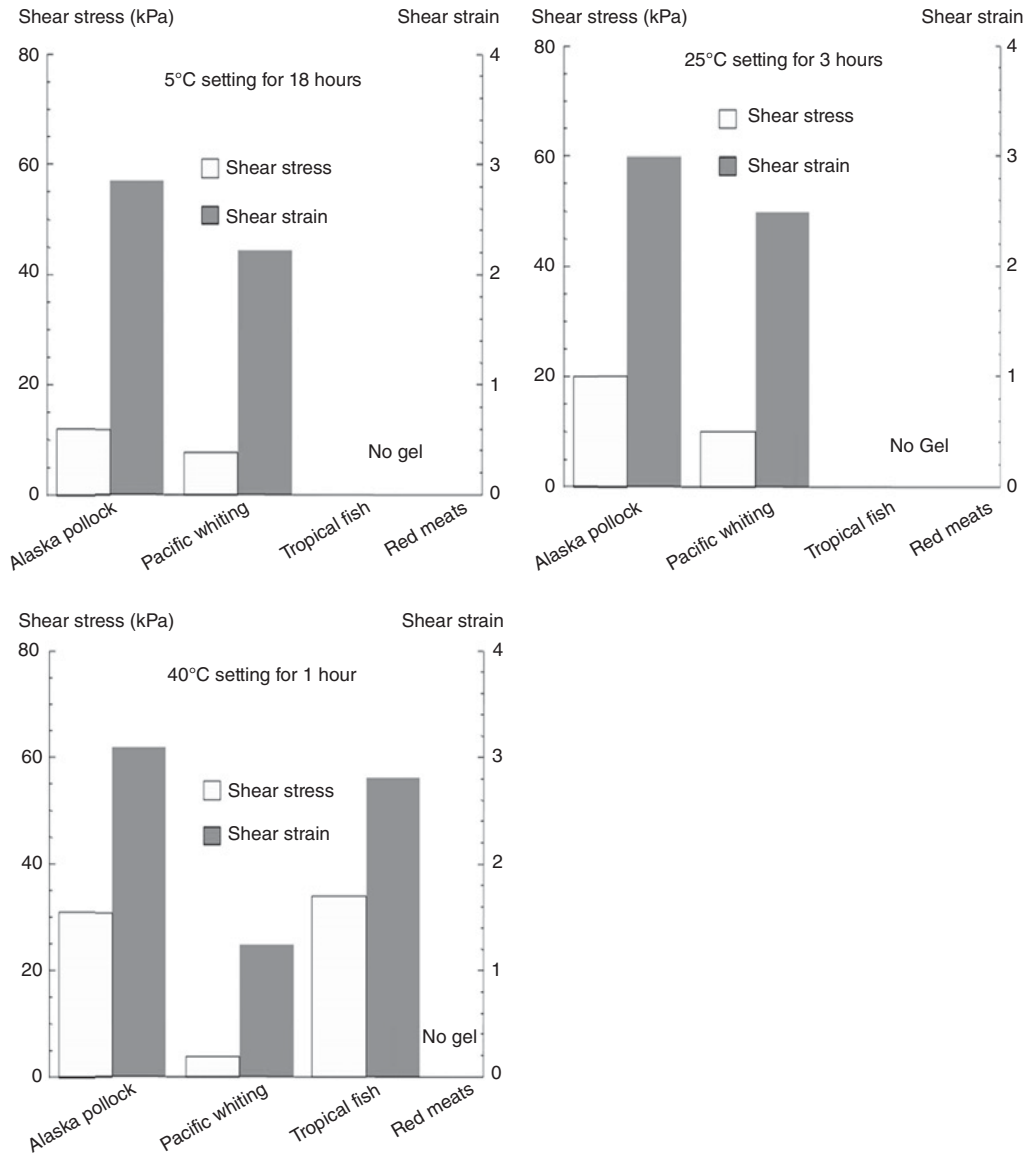 Shear stress (kPa)
Shear strain
80
60
40
20
0
4
3
2
1
0
5°C setting for 18 hours
Shear stress
Shear strain
No gel
Alaska pollock
Pacific whiting
Tropical fish
Red meats
Shear stress (kPa)
Shear strain
80
60
40
20
0
4
3
2
1
0
25°C setting for 3 hours
Shear stress
Shear strain
No Gel
Alaska pollock
Pacific whiting
Tropical fish
Red meats
Shear stress (kPa)
Shear strain
80
60
40
20
0
4
3
2
1
0
40°C setting for 1 hour
Shear stress
Shear strain
No gel
Alaska pollock
Pacific whiting
Tropical fish
Red meats